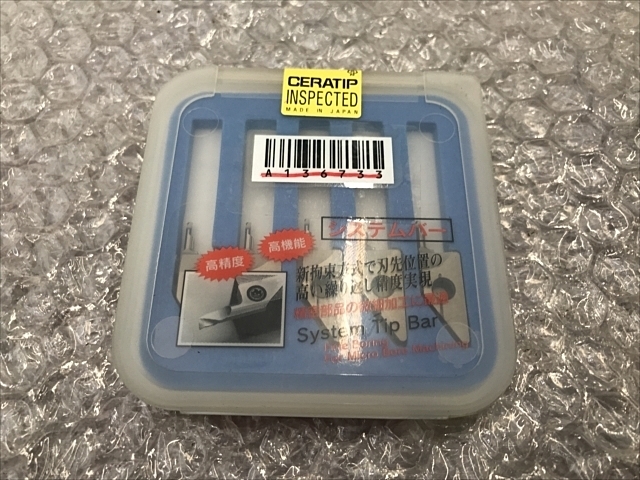 CERATIP
INSPECTED
MADE IN JAPAN
A136733
システムバー
高機能
高精度
新拘束方式で刃先位置の
高い繰り返し精度実現
System Tip Bar